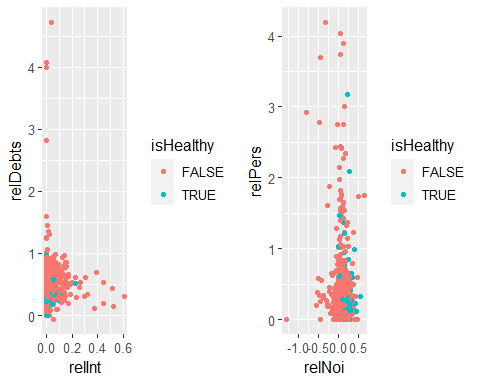 relDebts
4
3
2
1
0
0.0 0.2 0.4 0.6
relInt
isHealthy
FALSE
TRUE
relPers
4
3
2
1
0
-1.0-0.50.0 0.5
relNoi
isHealthy
FALSE
TRUE